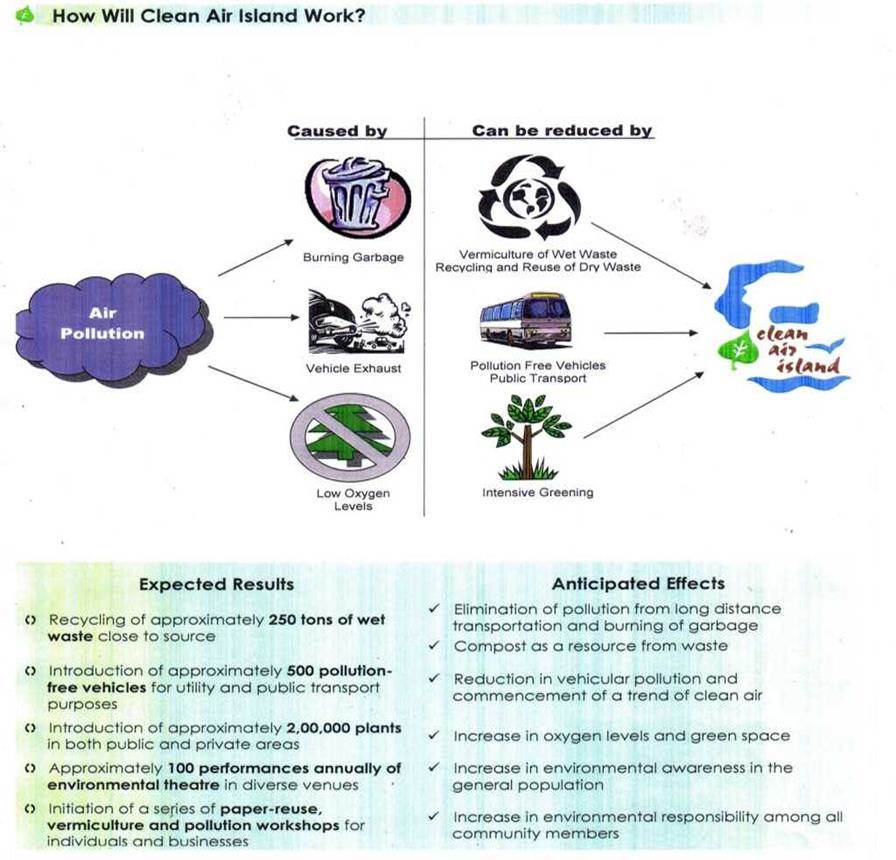 How Will Clean Air Island Work?
Caused by
Can be reduced by
Air
Pollution
Burning Garbage
Vermiculture of Wet Waste
Recycling and Reuse of Dry Waste
Vehicle Exhaust
Pollution Free Vehicles
Public Transport
Low Oxygen
Levels
Intensive Greening
clean
air
island
Expected Results
Recycling of approximately 250 tons of wet
waste close to source
Introduction of approximately 500 pollution-
free vehicles for utility and public transport
purposes
Introduction of approximately 2,00,000 plants
in both public and private areas
Approximately 100 performances annually of
environmental theatre in diverse venues
Initiation of a series of paper-reuse,
vermiculture and pollution workshops for
individuals and businesses
Anticipated Effects
Elimination of pollution from long distance
transportation and burning of garbage
Compost as a resource from waste
Reduction in vehicular pollution and
commencement of a trend of clean air
Increase in oxygen levels and green space
Increase in environmental awareness in the
general population
Increase in environmental responsibility among all
community members